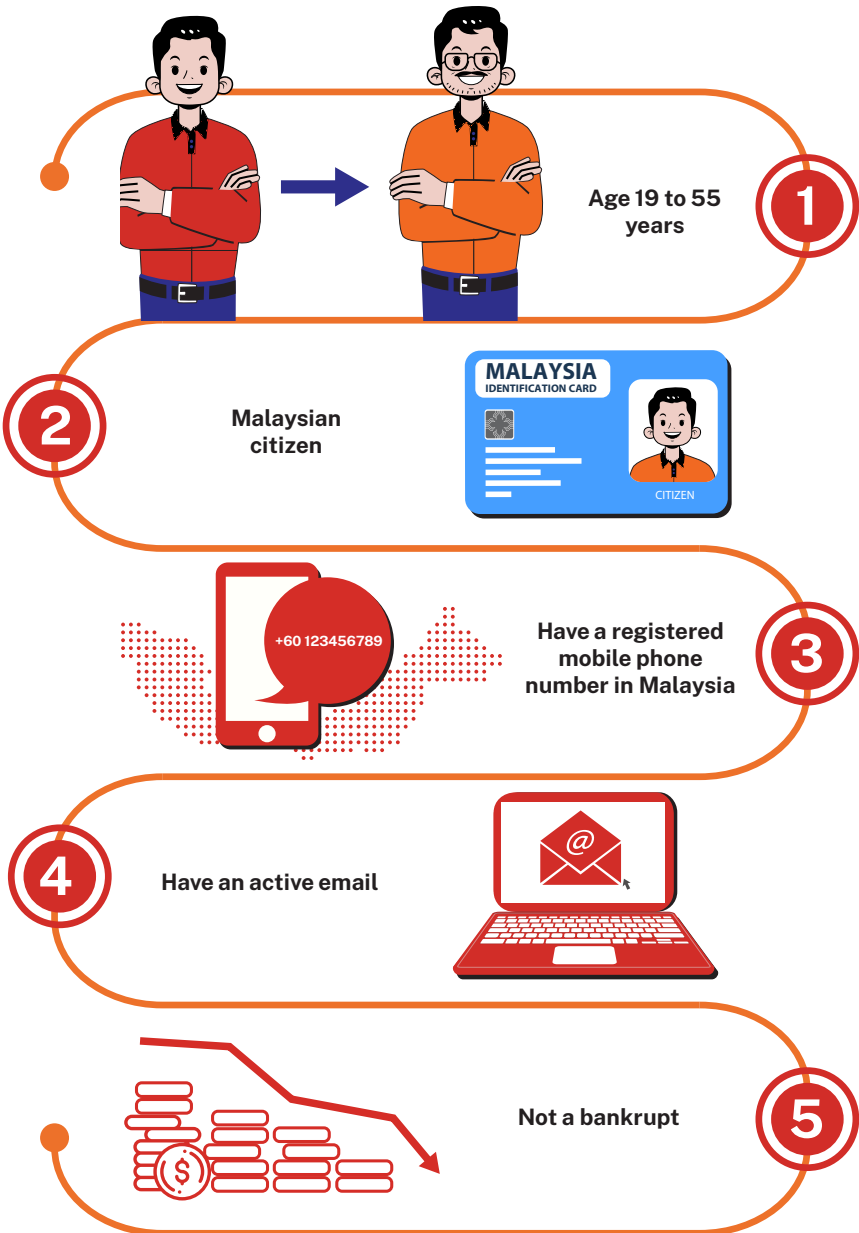 Age 19 to 55
years
1
MALAYSIA
IDENTIFICATION CARD
CITIZEN
2
Malaysian
citizen
+60 123456789
Have a registered
mobile phone
number in Malaysia
3
@
4
Have an active email
$
Not a bankrupt
5